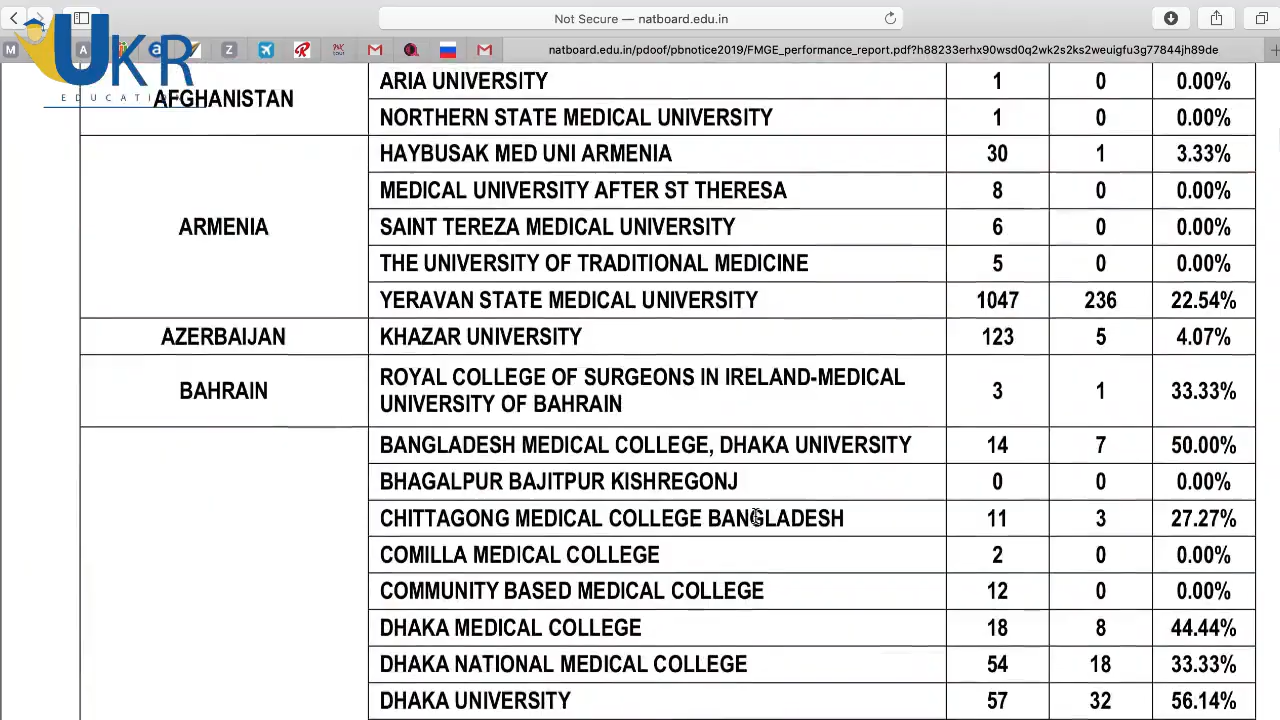 Not Secure — natboard.edu.in
natboard.edu.in/pdoof/pbnotice2019/FMGE_performance_report.pdf?h88233erhx90wsd0q2wk2s2ks2weuigfu3g77844jh89de
UKR
EDUCATI
AFGHANISTAN
ARIA UNIVERSITY 1 0 0.00%
NORTHERN STATE MEDICAL UNIVERSITY 1 0 0.00%
ARMENIA
HAYBUSAK MED UNI ARMENIA 30 1 3.33%
MEDICAL UNIVERSITY AFTER ST THERESA 8 0 0.00%
SAINT TEREZA MEDICAL UNIVERSITY 6 0 0.00%
THE UNIVERSITY OF TRADITIONAL MEDICINE 5 0 0.00%
YERAVAN STATE MEDICAL UNIVERSITY 1047 236 22.54%
AZERBAIJAN KHAZAR UNIVERSITY 123 5 4.07%
BAHRAIN
ROYAL COLLEGE OF SURGEONS IN IRELAND-MEDICAL
UNIVERSITY OF BAHRAIN 3 1 33.33%
BANGLADESH MEDICAL COLLEGE, DHAKA UNIVERSITY 14 7 50.00%
BHAGALPUR BAJITPUR KISHREGONJ 0 0 0.00%
CHITTAGONG MEDICAL COLLEGE BANGLADESH 11 3 27.27%
COMILLA MEDICAL COLLEGE 2 0 0.00%
COMMUNITY BASED MEDICAL COLLEGE 12 0 0.00%
DHAKA MEDICAL COLLEGE 18 8 44.44%
DHAKA NATIONAL MEDICAL COLLEGE 54 18 33.33%
DHAKA UNIVERSITY 57 32 56.14%